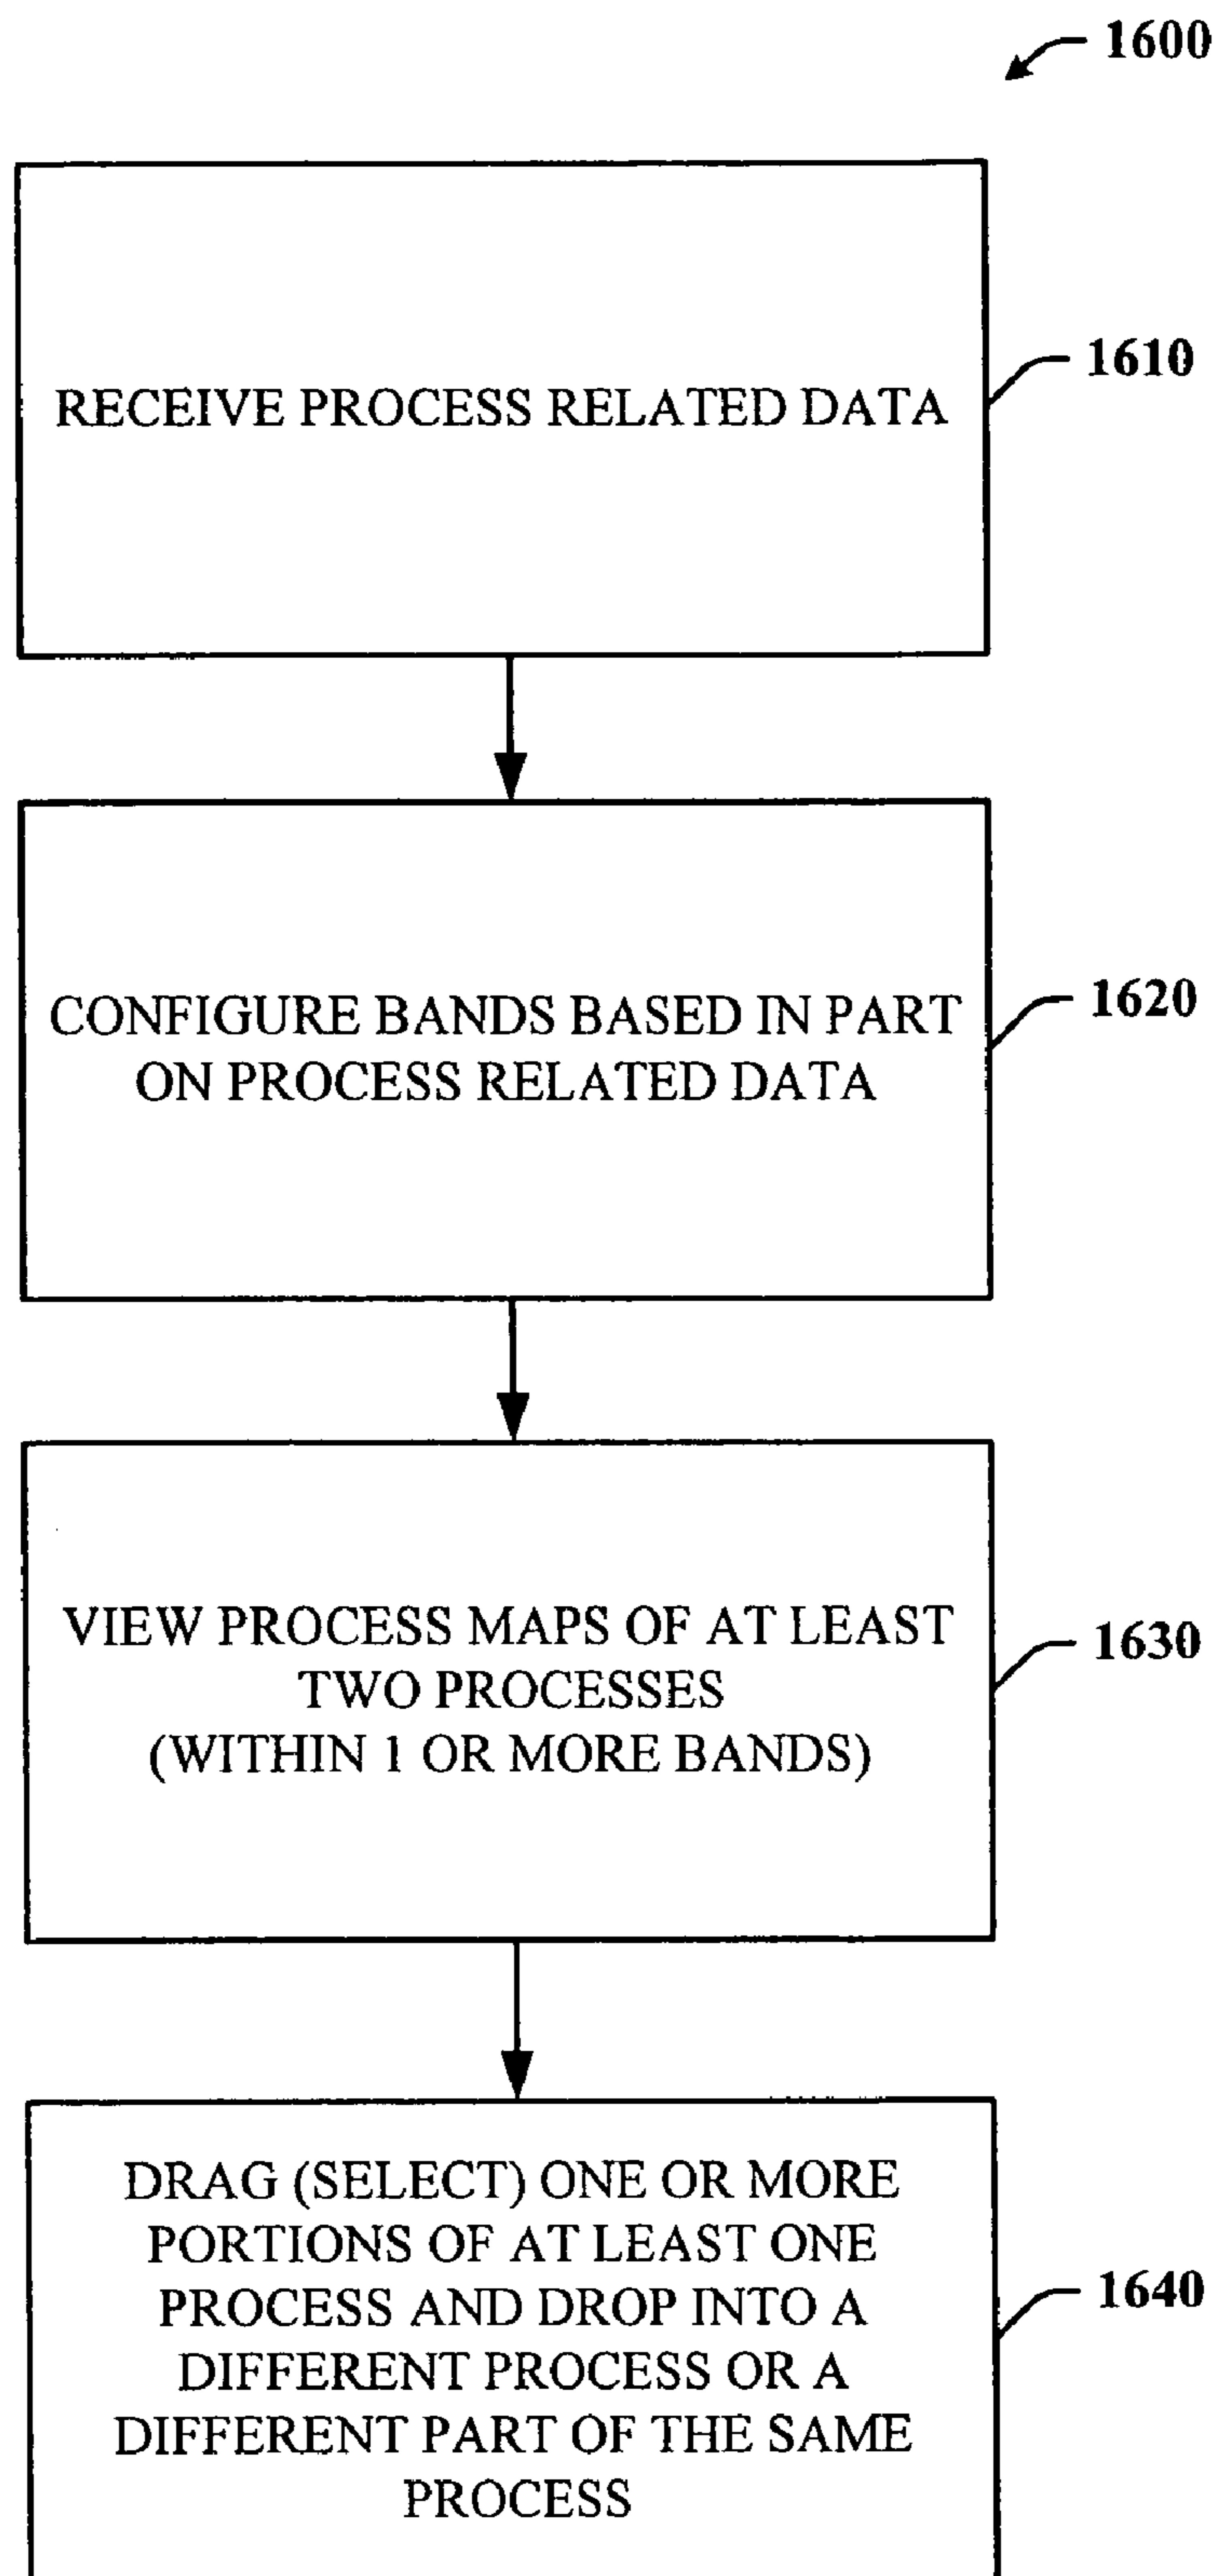 1600
RECEIVE PROCESS RELATED DATA
1610
CONFIGURE BANDS BASED IN PART
ON PROCESS RELATED DATA
1620
VIEW PROCESS MAPS OF AT LEAST
TWO PROCESSES
(WITHIN 1 OR MORE BANDS)
1630
DRAG (SELECT) ONE OR MORE
PORTIONS OF AT LEAST ONE
PROCESS AND DROP INTO A
DIFFERENT PROCESS OR A
DIFFERENT PART OF THE SAME
PROCESS
1640